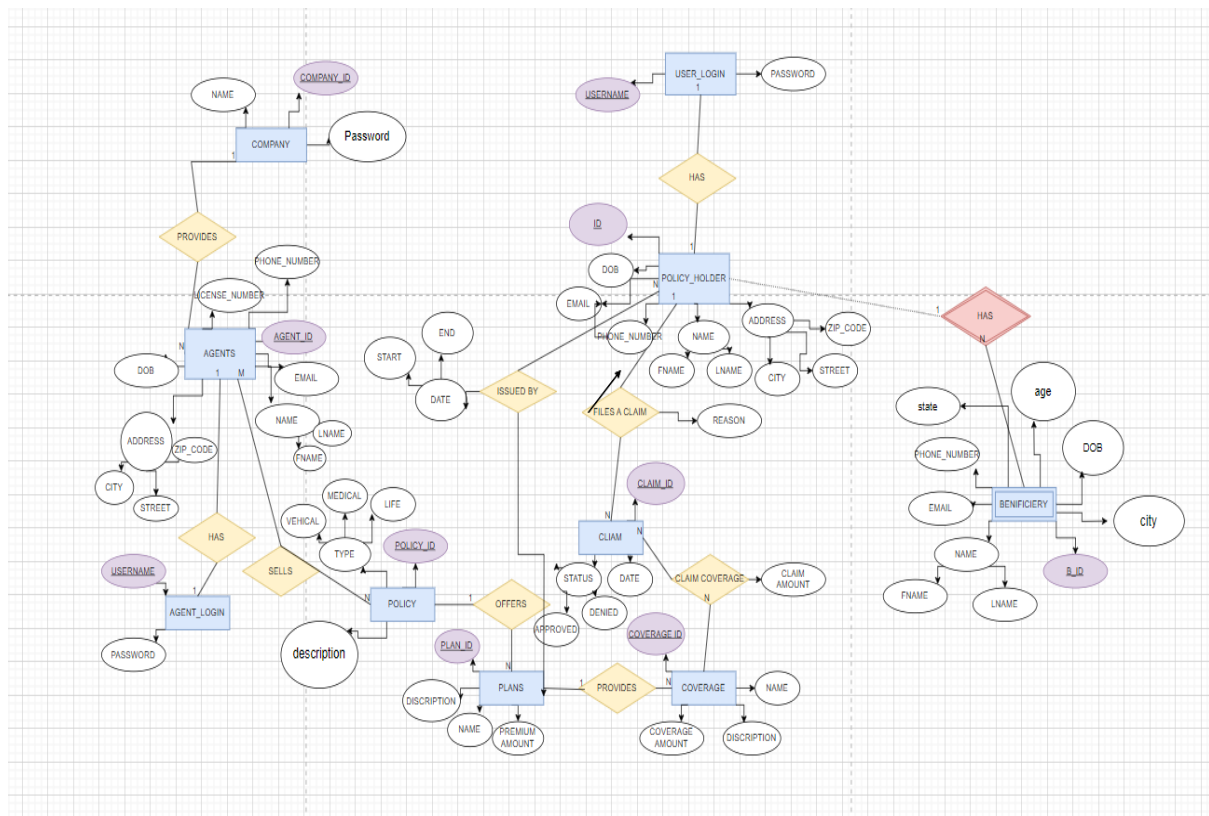 USER_LOGIN
1
PASSWORD
USERNAME
COMPANY_ID
NAME
COMPANY
1
Password
HAS
PROVIDES
ID
1
POLICY_HOLDER
N
1
DOB
EMAIL
PHONE_NUMBER
NAME
FNAME
LNAME
ADDRESS
ZIP_CODE
CITY
STREET
1
HAS
N
PHONE_NUMBER
LICENSE_NUMBER
AGENT_ID
N
AGENTS
1
M
DOB
EMAIL
NAME
LNAME
FNAME
ADDRESS
ZIP_CODE
CITY
STREET
END
START
DATE
ISSUED BY
FILES A CLAIM
REASON
age
state
DOB
PHONE_NUMBER
EMAIL
BENIFICIERY
city
NAME
B_ID
FNAME
LNAME
CLAIM_ID
N
N
CLIAM
STATUS
DATE
DENIED
APPROVED
CLAIM COVERAGE
N
CLAIM
AMOUNT
MEDICAL
VEHICAL
LIFE
TYPE
POLICY_ID
HAS
USERNAME
1
AGENT_LOGIN
PASSWORD
SELLS
N
POLICY
1
OFFERS
N
description
PLAN_ID
PLANS
1
DISCRIPTION
NAME
PREMIUM
AMOUNT
PROVIDES
N
COVERAGE ID
COVERAGE
NAME
COVERAGE
AMOUNT
DISCRIPTION